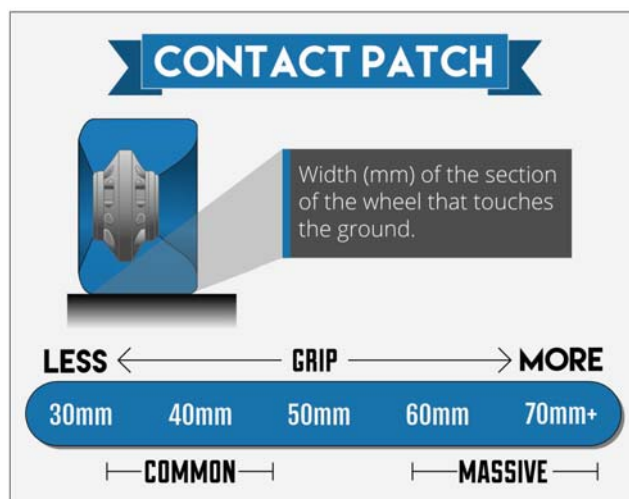 CONTACT PATCH
Width (mm) of the section
of the wheel that touches
the ground.
LESS GRIP MORE
30mm 40mm 50mm 60mm 70mm+
COMMON MASSIVE